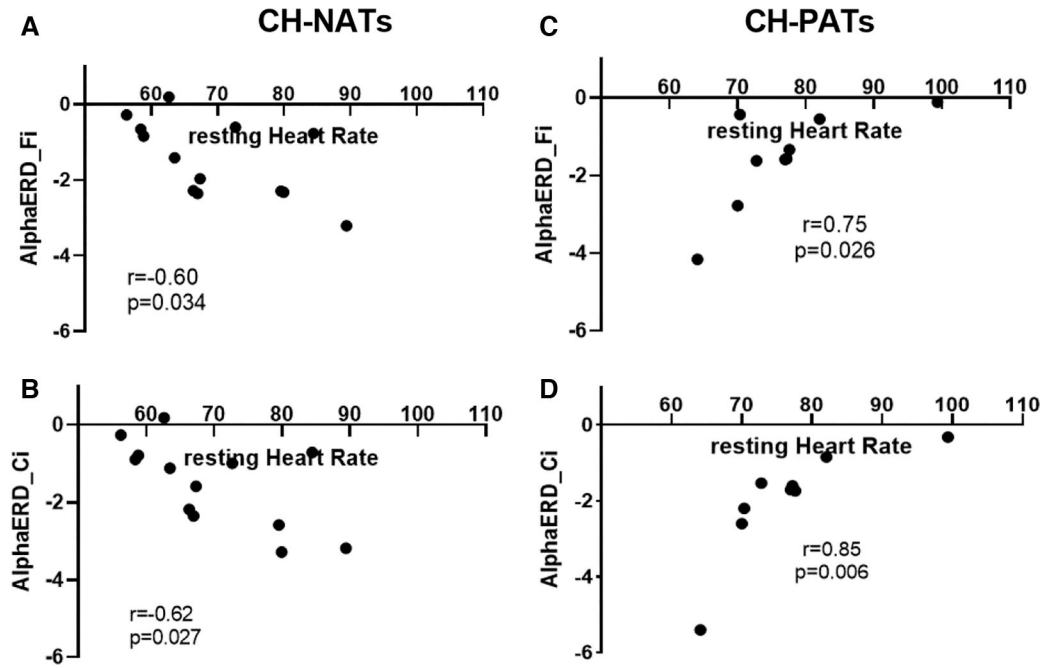 CH-NATs
CH-PATs
A
60 70 80 90 100 110
0
resting Heart Rate
-2
-4
-6
AlphaERD_Fi
r=-0.60
p=0.034
C
60 70 80 90 100 110
0
resting Heart Rate
-2
-4
-6
AlphaERD_Fi
r=0.75
p=0.026
B
60 70 80 90 100 110
0
resting Heart Rate
-2
-4
-6
AlphaERD_Ci
r=-0.62
p=0.027
D
60 70 80 90 100 110
0
resting Heart Rate
-2
-4
-6
AlphaERD_Ci
r=0.85
p=0.006